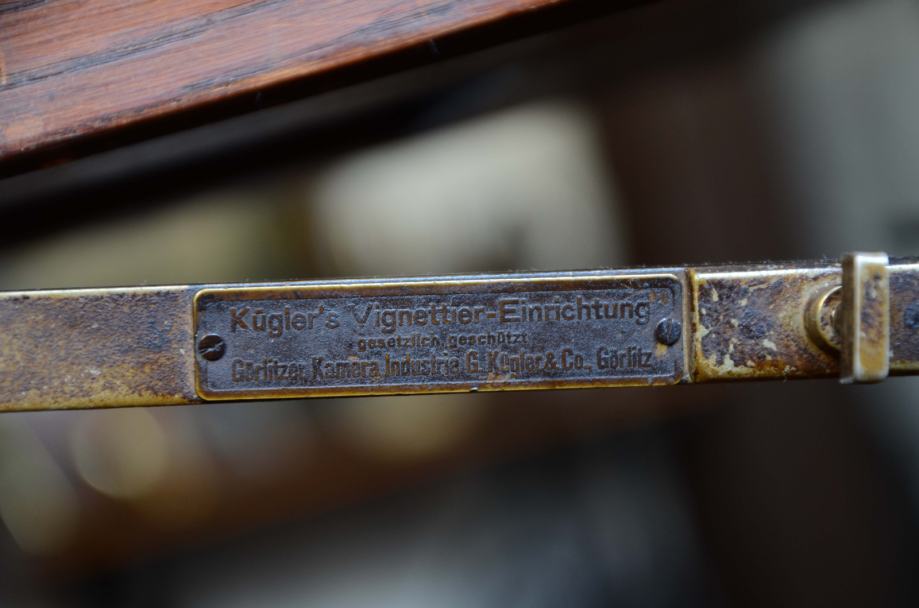 Kügler's Vignettier-Einrichtung
gesetzlich geschützt
Görlitzer Kamera Industrie G. Kügler & Co., Görlitz